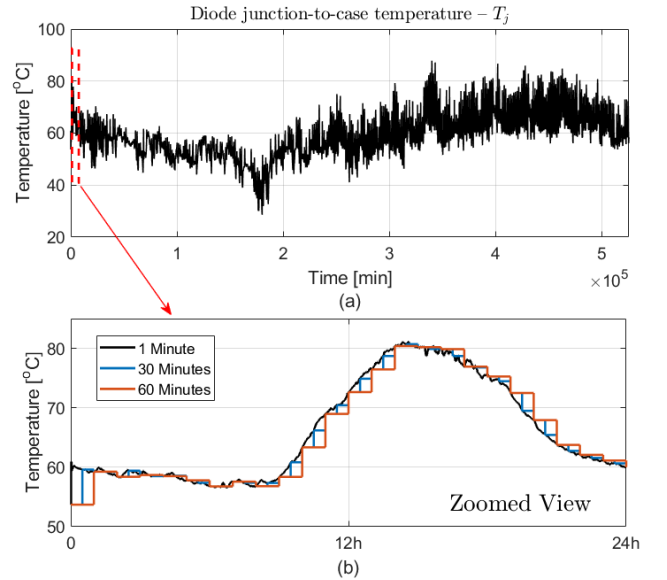 Diode junction-to-case temperature – Tj
Temperature [°C]
100
80
60
40
20
0
1
2
3
4
5
Time [min]
×10^5
(a)
Temperature [°C]
80
70
60
50
1 Minute
30 Minutes
60 Minutes
Zoomed View
0
12h
24h
(b)